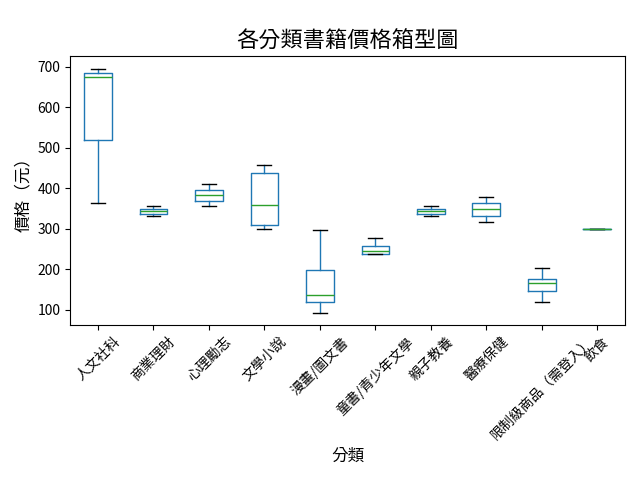 各分類書籍價格箱型圖
價格（元）
700
600
500
400
300
200
100
人文社科
商業理財
心理勵志
文學小說
漫畫/圖文書
童書/青少年文學
親子教養
醫療保健
限制級商品（需登入）
飲食
分類